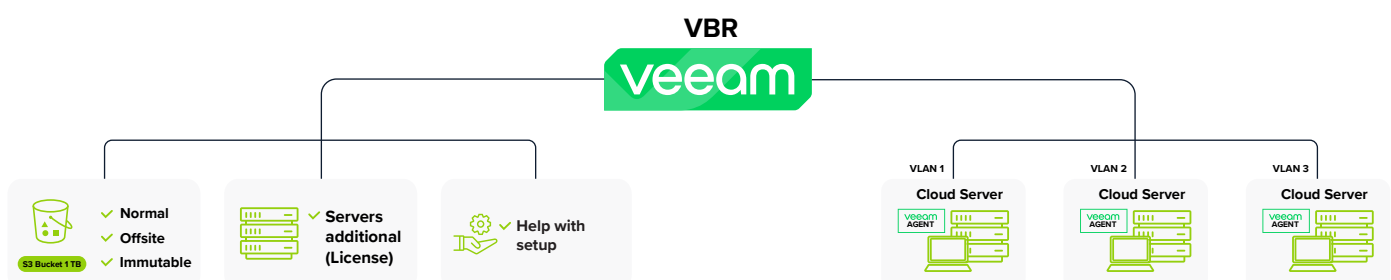 VBR
veeam
Normal
Offsite
Immutable
S3 Bucket 1 TB
Servers
additional
(License)
Help with
setup
VLAN 1
Cloud Server
veeam
AGENT
VLAN 2
Cloud Server
veeam
AGENT
VLAN 3
Cloud Server
veeam
AGENT